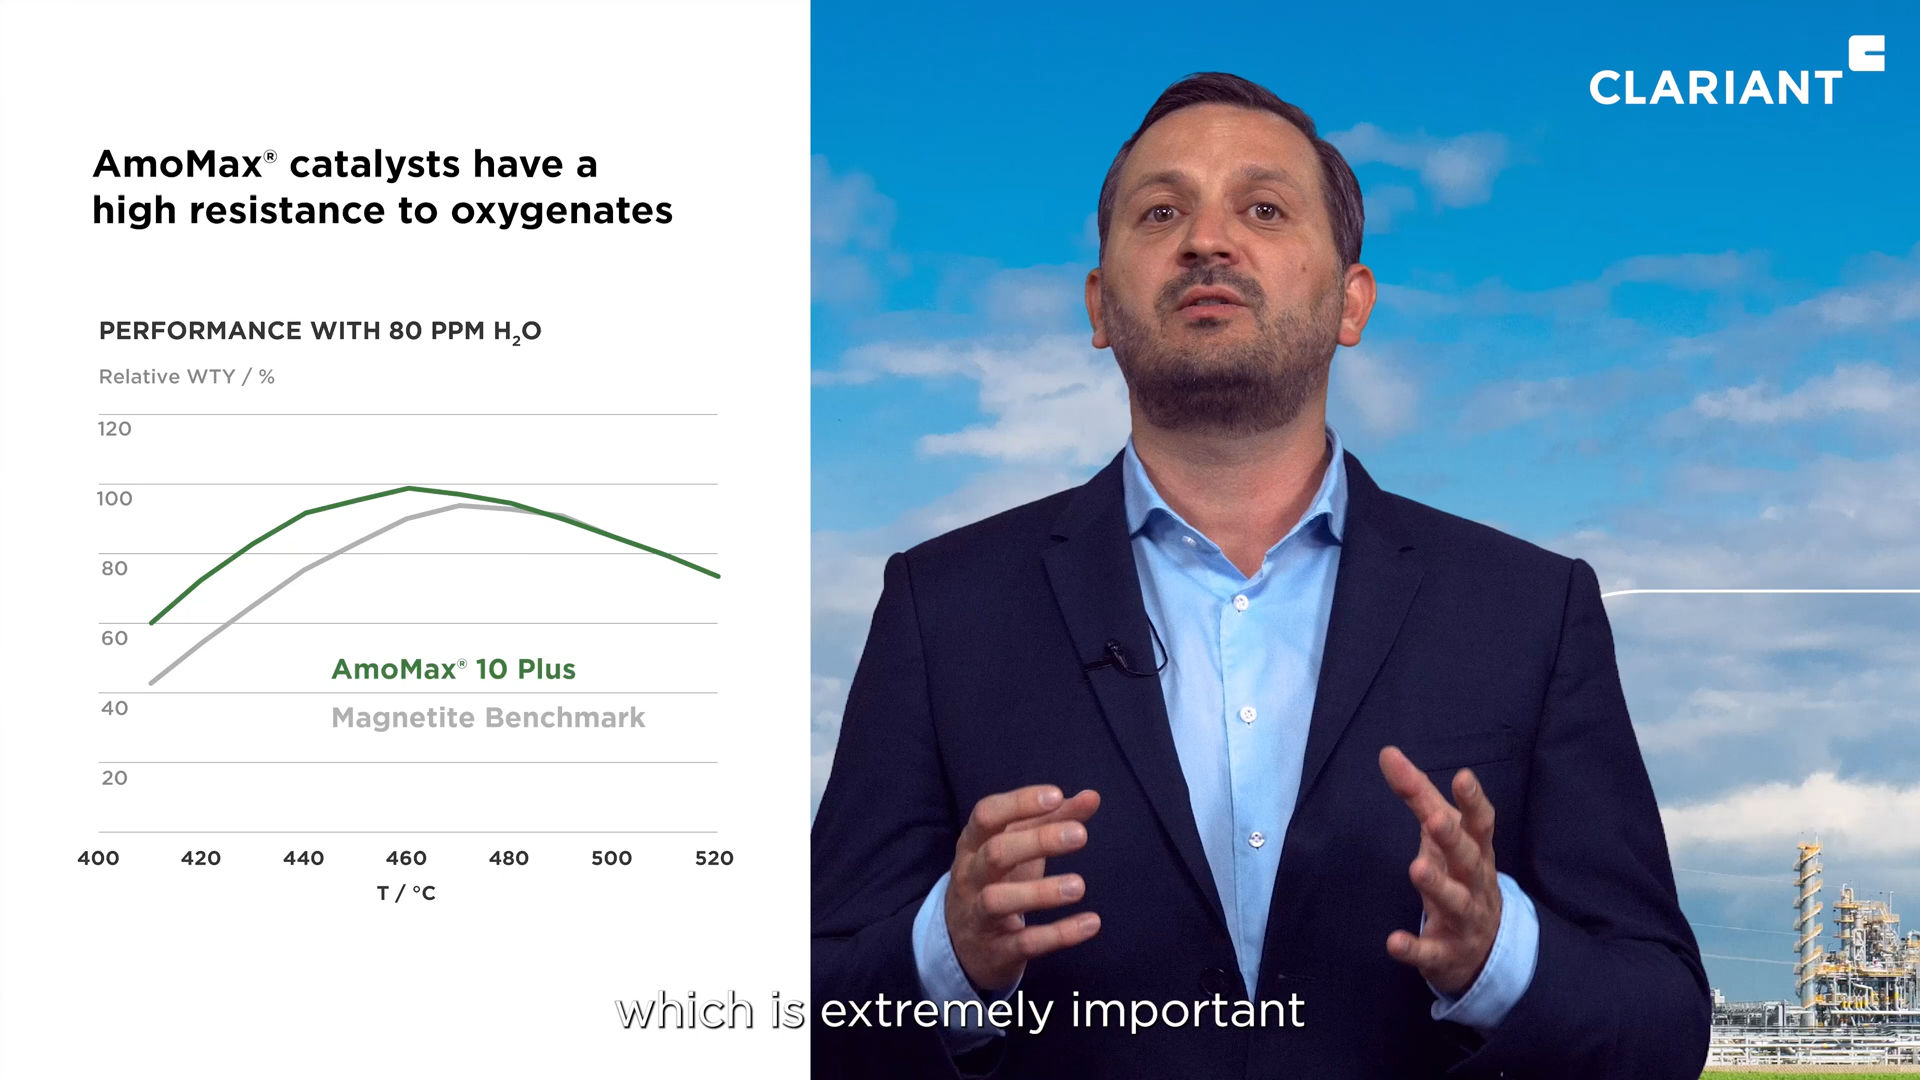 CLARIANT
AmoMax® catalysts have a
high resistance to oxygenates
PERFORMANCE WITH 80 PPM H₂O
Relative WTY / %
120
100
80
60
AmoMax® 10 Plus
40
Magnetite Benchmark
20
400 420 440 460 480 500 520
T / °C
which is extremely important